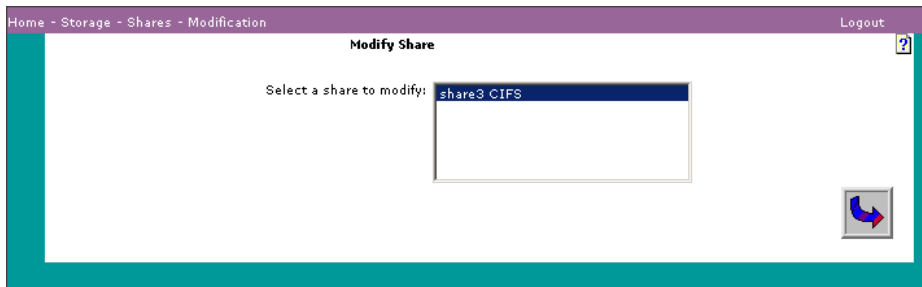 Home - Storage - Shares - Modification Logout
Modify Share
?
Select a share to modify: share3 CIFS